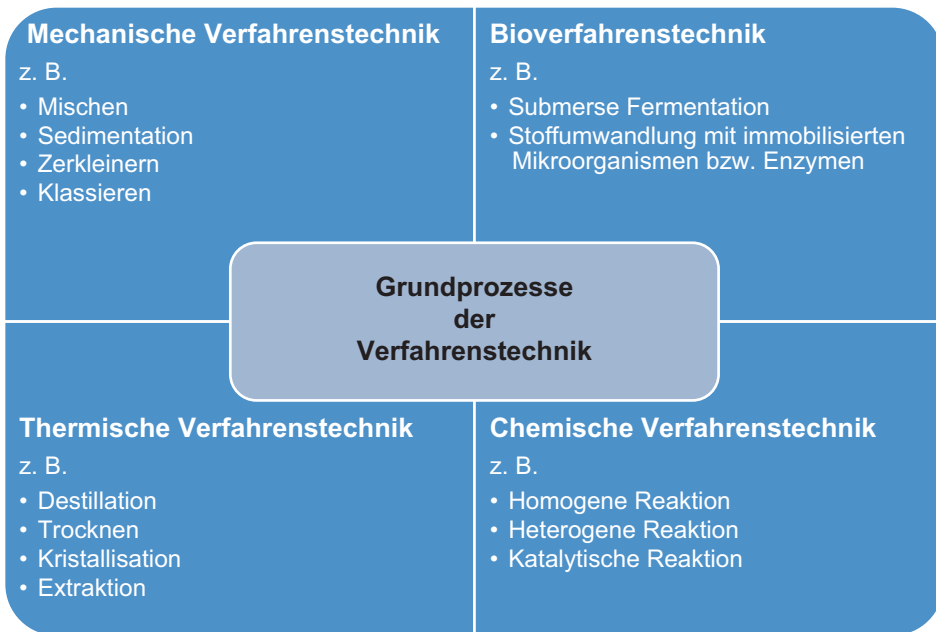 Mechanische Verfahrenstechnik
z. B.
• Mischen
• Sedimentation
• Zerkleinern
• Klassieren
Bioverfahrenstechnik
z. B.
• Submerse Fermentation
• Stoffumwandlung mit immobilisierten
Mikroorganismen bzw. Enzymen
Grundprozesse
der
Verfahrenstechnik
Thermische Verfahrenstechnik
z. B.
• Destillation
• Trocknen
• Kristallisation
• Extraktion
Chemische Verfahrenstechnik
z. B.
• Homogene Reaktion
• Heterogene Reaktion
• Katalytische Reaktion